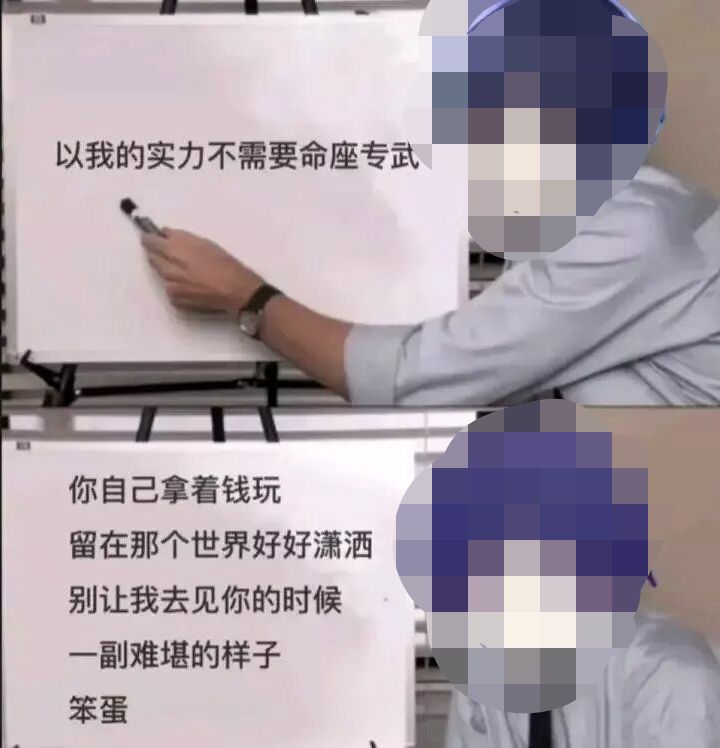 以我的实力不需要命座专武
你自己拿着钱玩
留在那个世界好好潇洒
别让我去见你的时候
一副难堪的样子
笨蛋